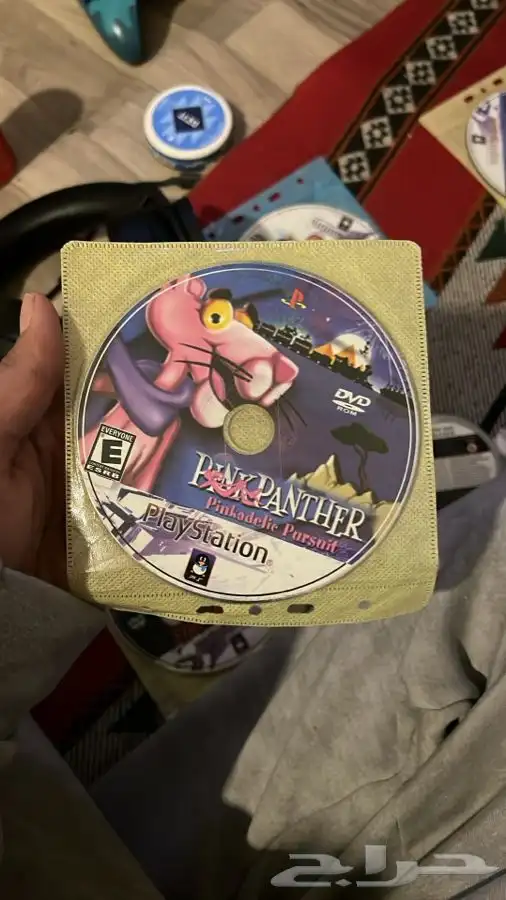 DVD
ROM
EVERYONE
E
ESRB
PINK PANTHER
Pinkadelic Pursuit
PlayStation
حراج